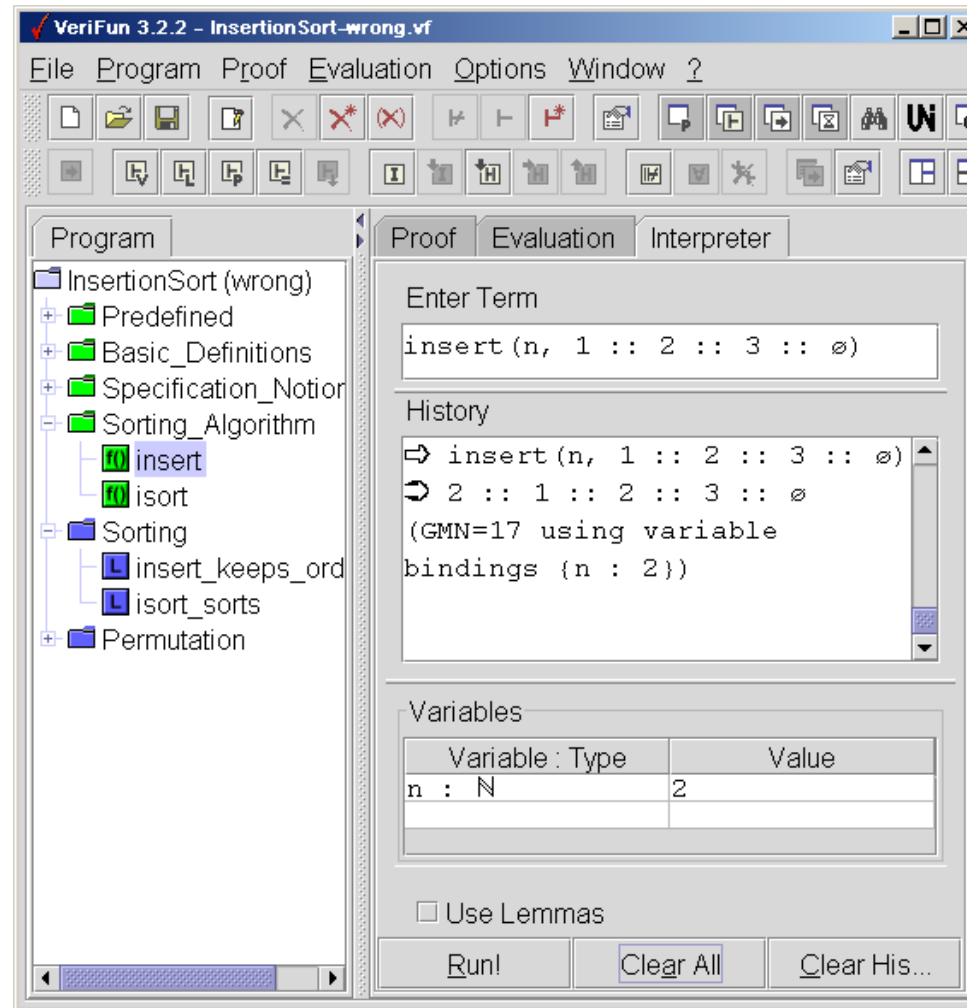 VeriFun 3.2.2 – InsertionSort–wrong.vf
File Program Proof Evaluation Options Window ?
Program
InsertionSort (wrong)
Predefined
Basic_Definitions
Specification_Notion
Sorting_Algorithm
f() insert
f() isort
Sorting
L insert_keeps_ord
L isort_sorts
Permutation
Proof Evaluation Interpreter
Enter Term
insert(n, 1 :: 2 :: 3 :: ø)
History
⇨ insert(n, 1 :: 2 :: 3 :: ø)
➲ 2 :: 1 :: 2 :: 3 :: ø
(GMN=17 using variable
bindings {n : 2})
Variables
Variable : Type Value
n : ℕ 2
Use Lemmas
Run! Clear All Clear His...